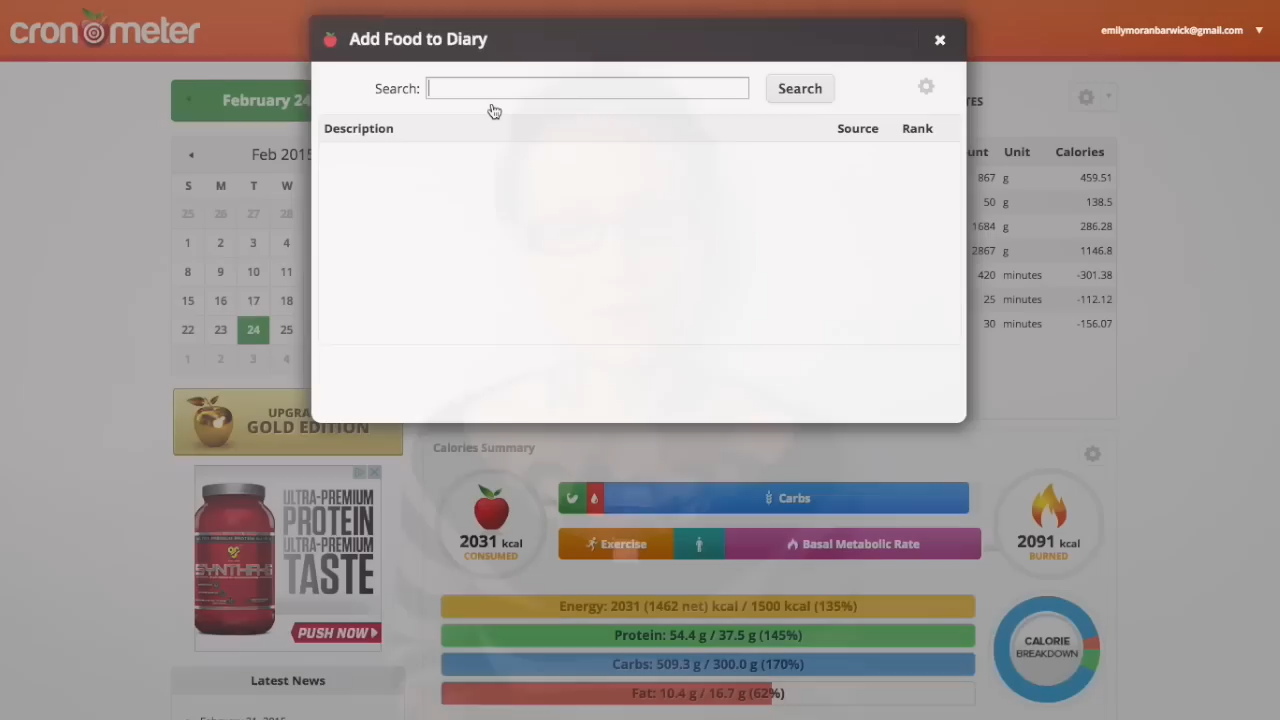 cronometer
emilymoranbarwick@gmail.com
Add Food to Diary
Search:
Search
Description Source Rank
February 24
Feb 2015
S M T W
25 26 27 28
1 2 3 4
8 9 10 11
15 16 17 18
22 23 24 25
1 2 3 4
UPGRA
GOLD EDITION
ULTRA-PREMIUM
PROTEIN
ULTRA-PREMIUM
TASTE
SYNTHA-6
PUSH NOW
Latest News
February 24, 2015
TES
unt Unit Calories
867 g 459.51
50 g 138.5
1684 g 286.28
2867 g 1146.8
420 minutes -301.38
25 minutes -112.12
30 minutes -156.07
Calories Summary
2031 kcal
CONSUMED
Carbs
Exercise
Basal Metabolic Rate
2091 kcal
BURNED
Energy: 2031 (1462 net) kcal / 1500 kcal (135%)
Protein: 54.4 g / 37.5 g (145%)
Carbs: 509.3 g / 300.0 g (170%)
Fat: 10.4 g / 16.7 g (62%)
CALORIE
BREAKDOWN